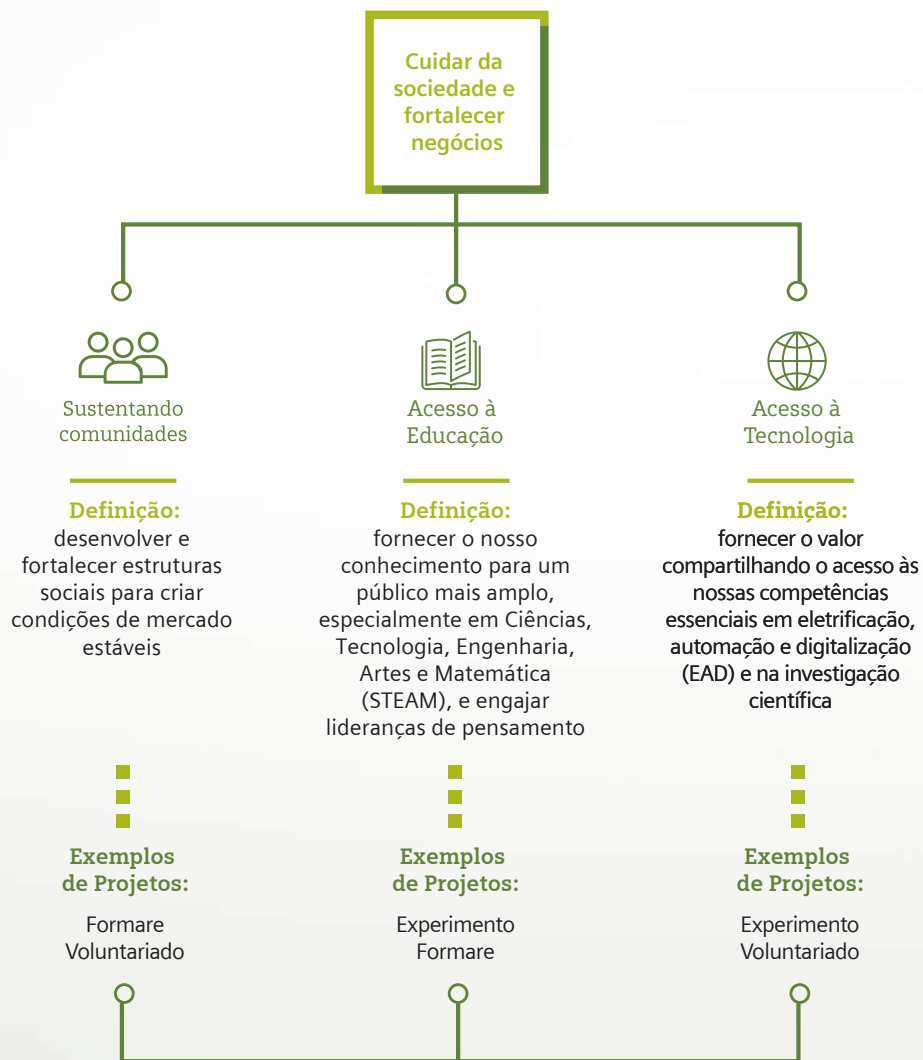 Cuidar da
sociedade e
fortalecer
negócios
Sustentando
comunidades
Definição:
desenvolver e
fortalecer estruturas
sociais para criar
condições de mercado
estáveis
Exemplos
de Projetos:
Formare
Voluntariado
Acesso à
Educação
Definição:
fornecer o nosso
conhecimento para um
público mais amplo,
especialmente em Ciências,
Tecnologia, Engenharia,
Artes e Matemática
(STEAM), e engajar
lideranças de pensamento
Exemplos
de Projetos:
Experimento
Formare
Acesso à
Tecnologia
Definição:
fornecer o valor
compartilhando o acesso às
nossas competências
essenciais em eletrificação,
automação e digitalização
(EAD) e na investigação
científica
Exemplos
de Projetos:
Experimento
Voluntariado